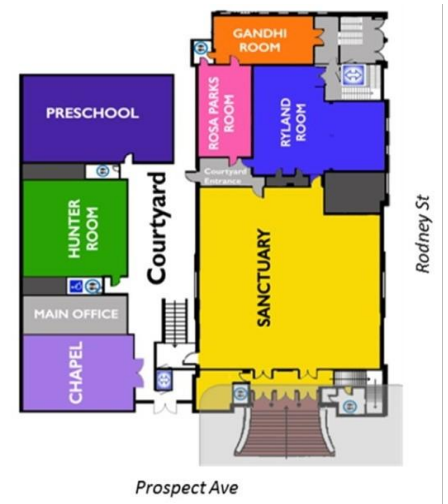 GANDHI
ROOM
ROSA PARKS
ROOM
RYLAND
ROOM
PRESCHOOL
Courtyard
Entrance
HUNTER
ROOM
Courtyard
SANCTUARY
MAIN OFFICE
CHAPEL
Rodney St
Prospect Ave